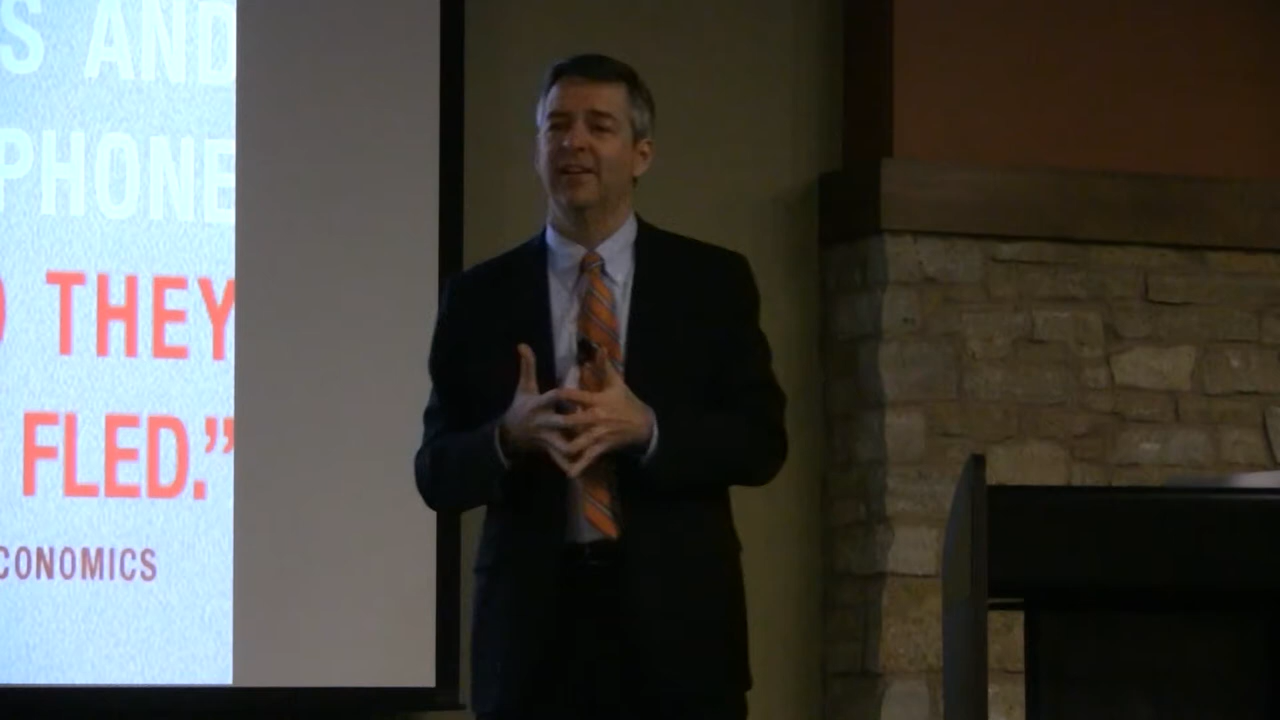 S AND
PHONE
THEY
FLED.”
CONOMICS